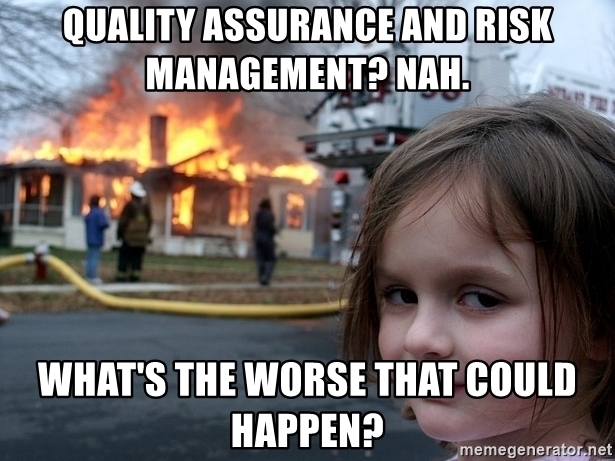 QUALITY ASSURANCE AND RISK
MANAGEMENT? NAH.
WHAT'S THE WORSE THAT COULD
HAPPEN?
memegenerator.net